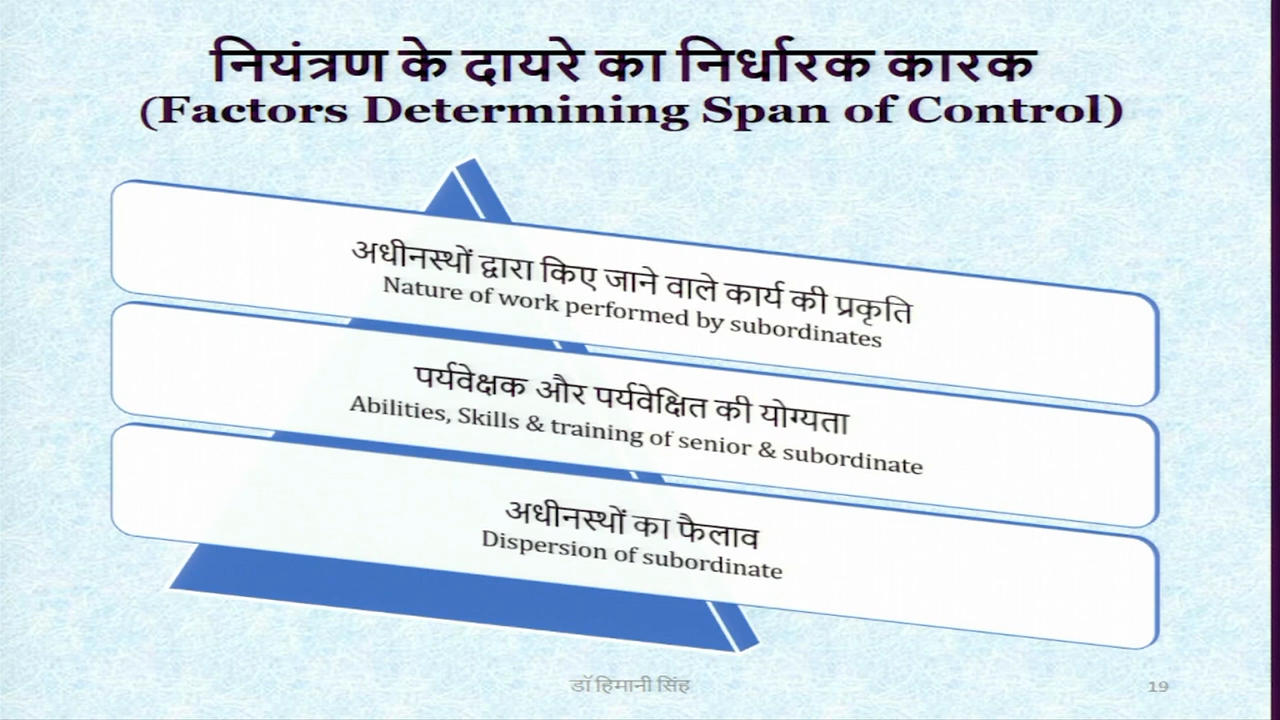 नियंत्रण के दायरे का निर्धारक कारक
(Factors Determining Span of Control)
अधीनस्थों द्वारा किए जाने वाले कार्य की प्रकृति
Nature of work performed by subordinates
पर्यवेक्षक और पर्यवेक्षित की योग्यता
Abilities, Skills & training of senior & subordinate
अधीनस्थों का फैलाव
Dispersion of subordinate
डॉ हिमानी सिंह
19